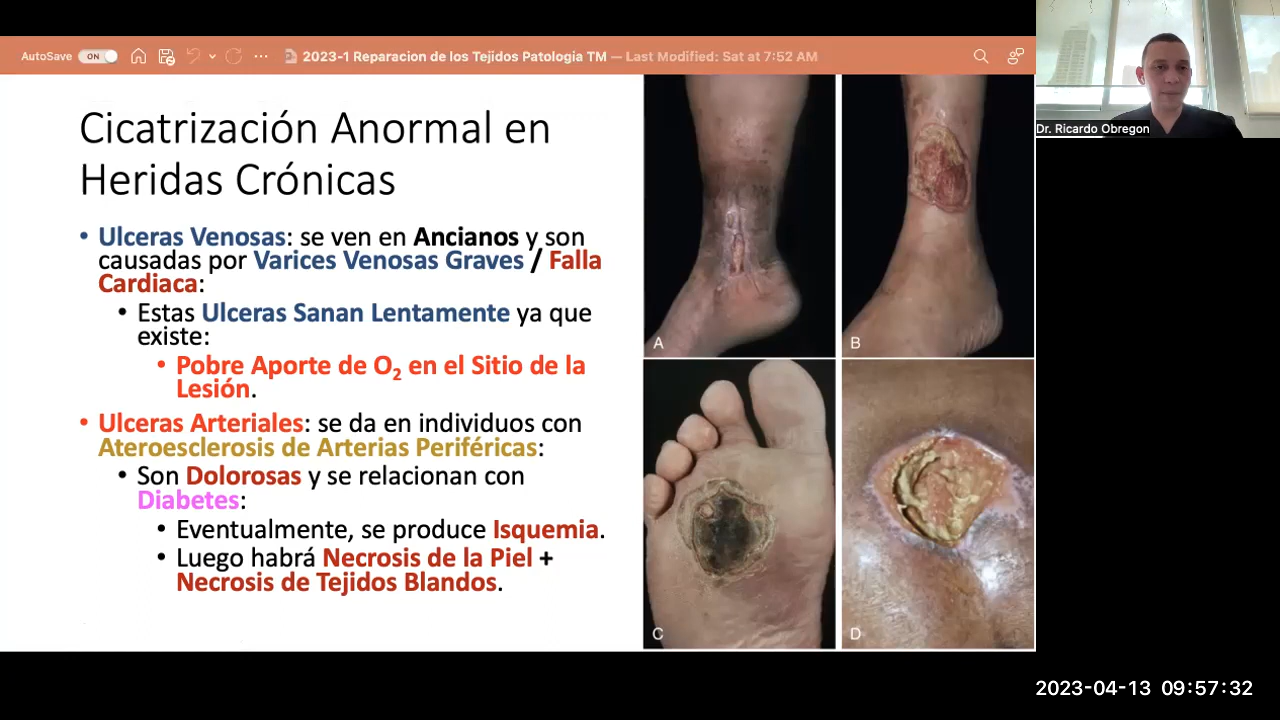 AutoSave ON ... 2023-1 Reparacion de los Tejidos Patologia TM — Last Modified: Sat at 7:52 AM
Dr. Ricardo Obregon
Cicatrización Anormal en
Heridas Crónicas
• Ulceras Venosas: se ven en Ancianos y son
causadas por Varices Venosas Graves / Falla
Cardiaca:
• Estas Ulceras Sanan Lentamente ya que
existe:
• Pobre Aporte de O₂ en el Sitio de la
Lesión.
• Ulceras Arteriales: se da en individuos con
Ateroesclerosis de Arterias Periféricas:
• Son Dolorosas y se relacionan con
Diabetes:
• Eventualmente, se produce Isquemia.
• Luego habrá Necrosis de la Piel +
Necrosis de Tejidos Blandos.
A
B
C
D
2023-04-13 09:57:32